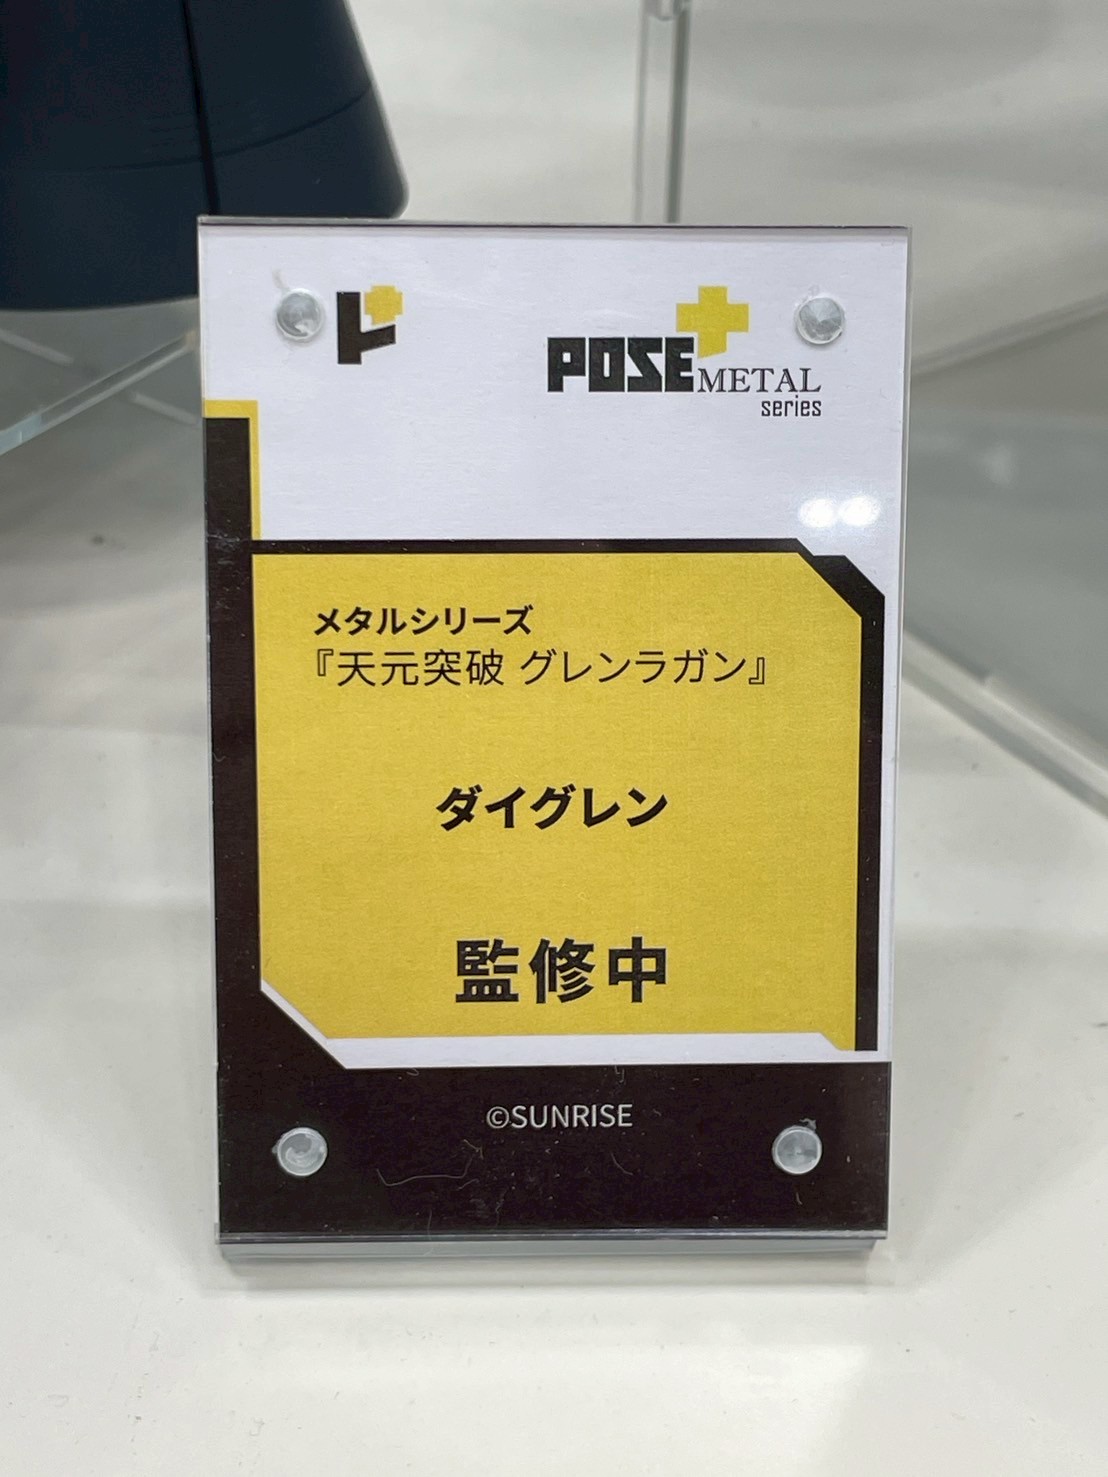 POSE+ METAL
series
メタルシリーズ
『天元突破 グレンラガン』
ダイグレン
監修中
©SUNRISE